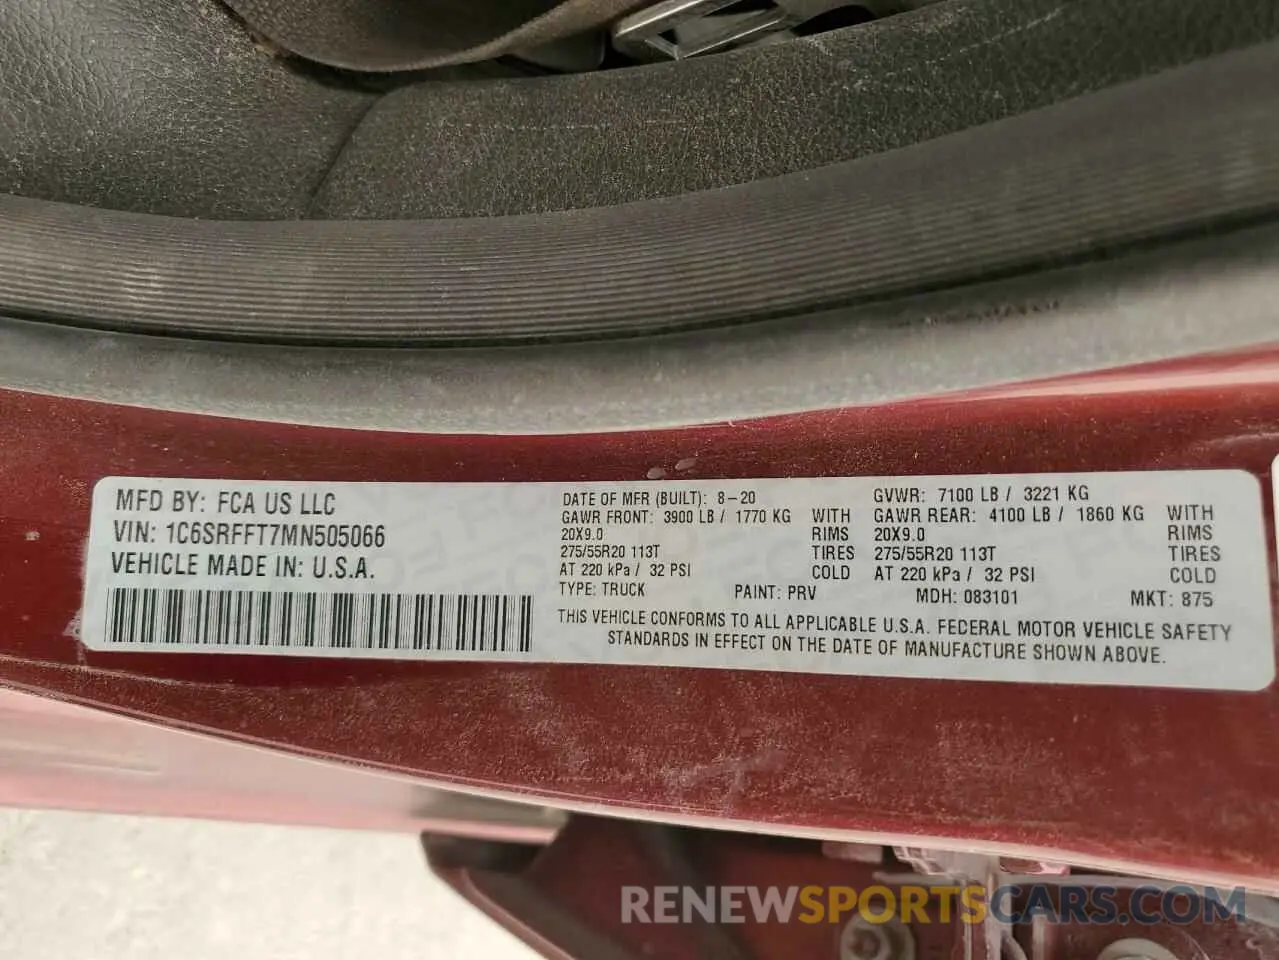 MFD BY: FCA US LLC
VIN: 1C6SRFFT7MN505066
VEHICLE MADE IN: U.S.A.
DATE OF MFR (BUILT): 8-20
GAWR FRONT: 3900 LB / 1770 KG WITH
20X9.0 RIMS
275/55R20 113T TIRES
AT 220 kPa / 32 PSI COLD
GVWR: 7100 LB / 3221 KG
GAWR REAR: 4100 LB / 1860 KG WITH
20X9.0 RIMS
275/55R20 113T TIRES
AT 220 kPa / 32 PSI COLD
TYPE: TRUCK PAINT: PRV MDH: 083101 MKT: 875
THIS VEHICLE CONFORMS TO ALL APPLICABLE U.S.A. FEDERAL MOTOR VEHICLE SAFETY
STANDARDS IN EFFECT ON THE DATE OF MANUFACTURE SHOWN ABOVE.
RENEWSPORTSCARS.COM